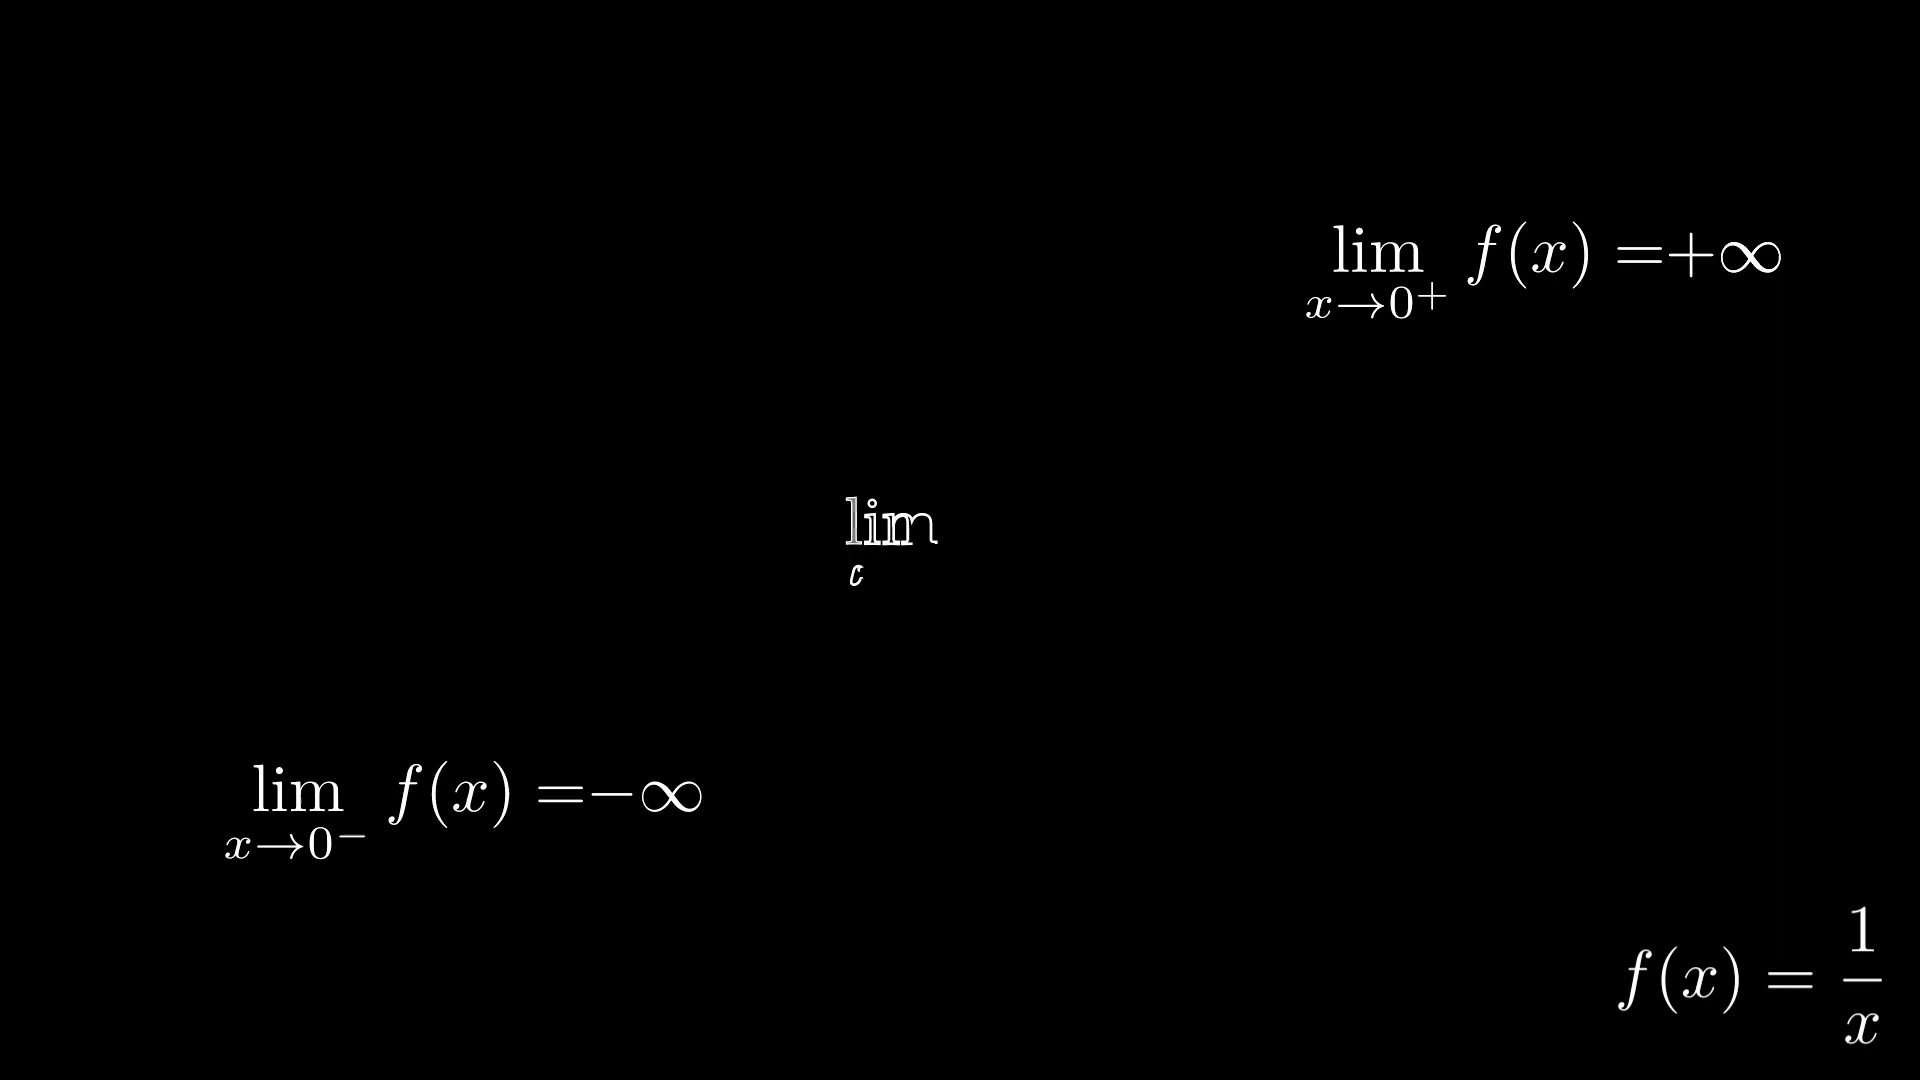 lim x→0⁺ f(x) =+∞
lim
lim x→0⁻ f(x) =−∞
f(x) = 1/x